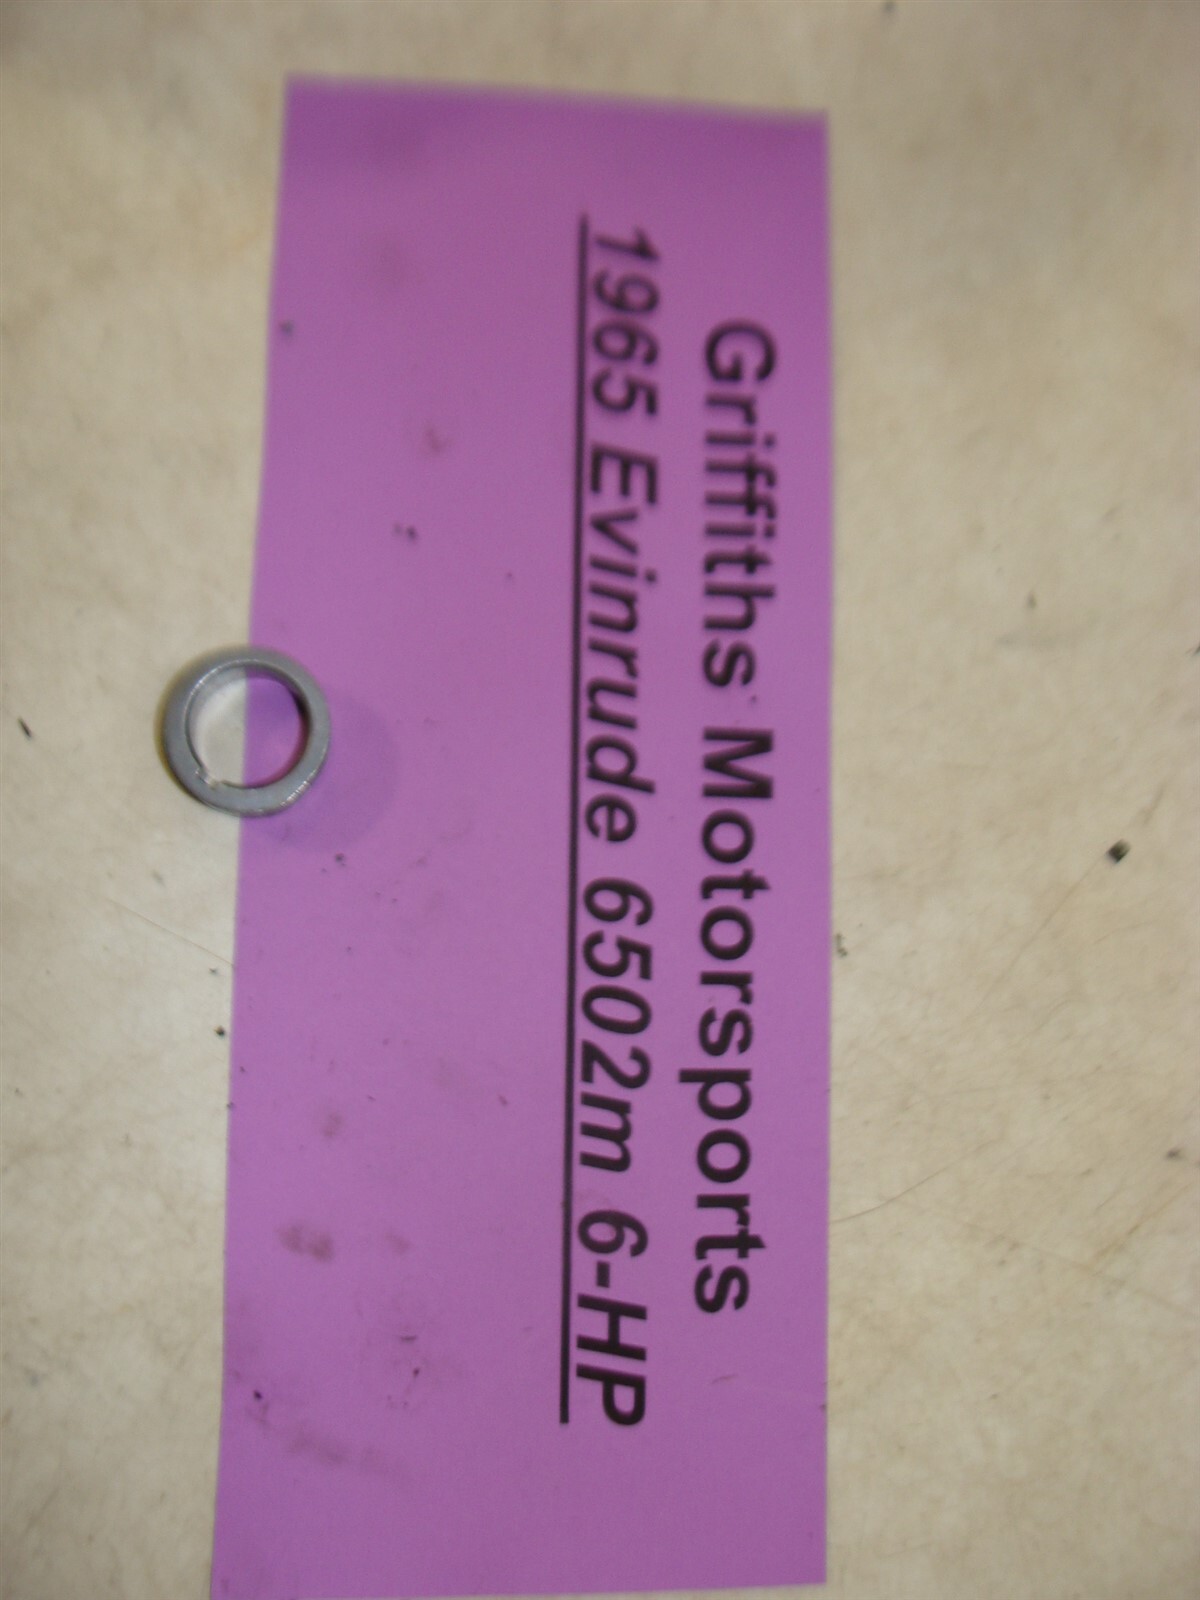 Griffiths Motorsports
1965 Evinrude 6502m 6-HP